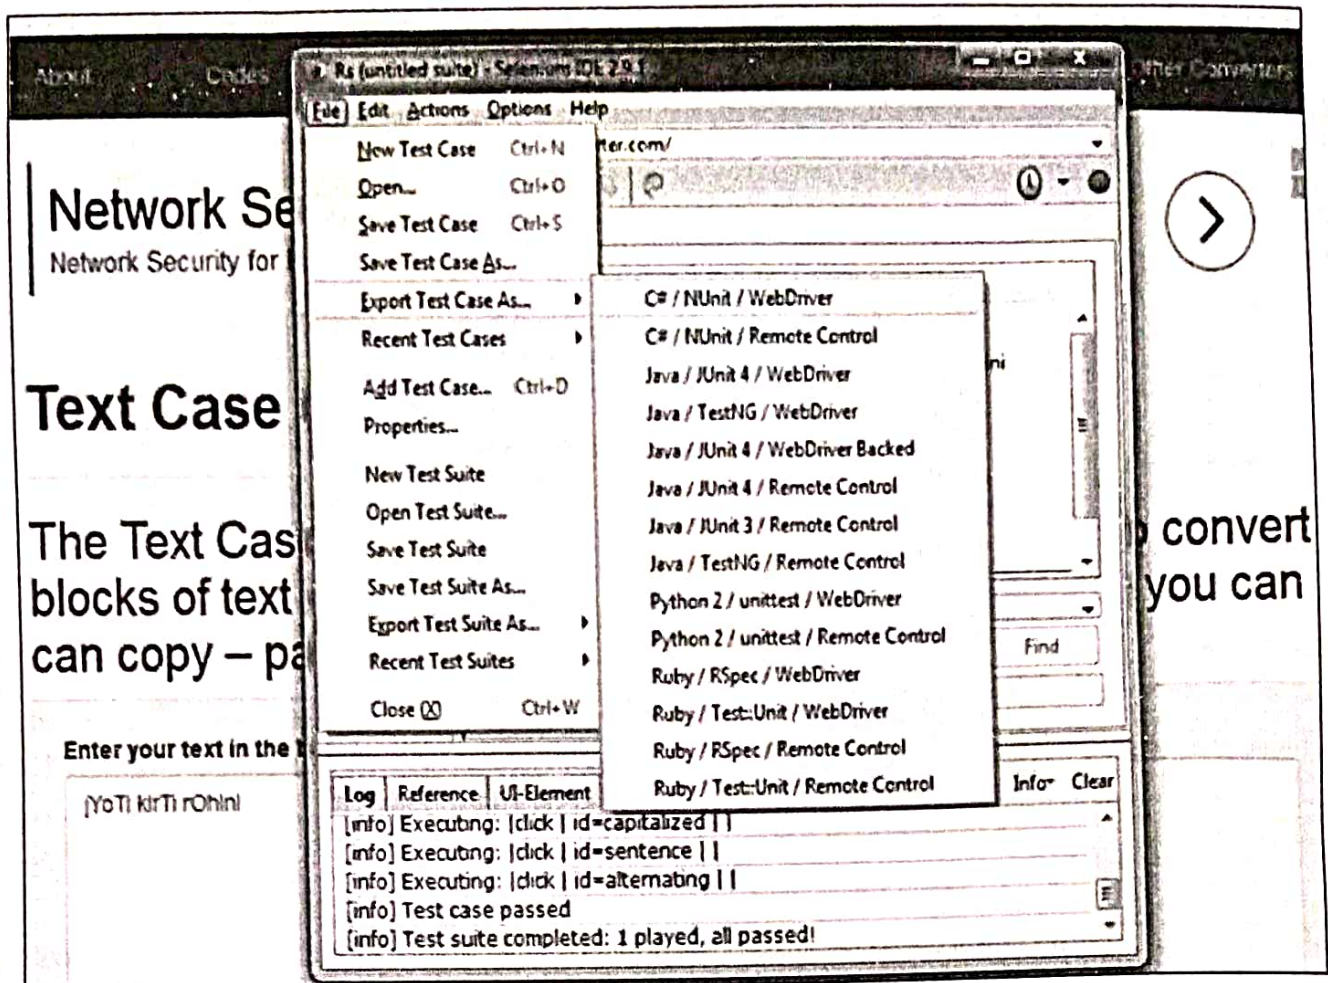 About
Codes
Other Converters
Rs (untitled suite) - Selenium IDE 2.9.1
File Edit Actions Options Help
ter.com/
New Test Case Ctrl+N
Open... Ctrl+O
Save Test Case Ctrl+S
Save Test Case As...
Export Test Case As...
Recent Test Cases
Add Test Case... Ctrl+D
Properties...
New Test Suite
Open Test Suite...
Save Test Suite
Save Test Suite As...
Export Test Suite As...
Recent Test Suites
Close (X) Ctrl+W
C# / NUnit / WebDriver
C# / NUnit / Remote Control
Java / JUnit 4 / WebDriver
Java / TestNG / WebDriver
Java / JUnit 4 / WebDriver Backed
Java / JUnit 4 / Remote Control
Java / JUnit 3 / Remote Control
Java / TestNG / Remote Control
Python 2 / unittest / WebDriver
Python 2 / unittest / Remote Control
Ruby / RSpec / WebDriver
Ruby / Test::Unit / WebDriver
Ruby / RSpec / Remote Control
Ruby / Test::Unit / Remote Control
ni
Find
Network Se
Network Security for
Text Case
The Text Cas
convert
blocks of text
you can
can copy – pa
Enter your text in the
jYoTi kIrTi rOhInI
Log Reference UI-Element Info Clear
[info] Executing: |click | id=capitalized | |
[info] Executing: |click | id=sentence | |
[info] Executing: |click | id=alternating | |
[info] Test case passed
[info] Test suite completed: 1 played, all passed!